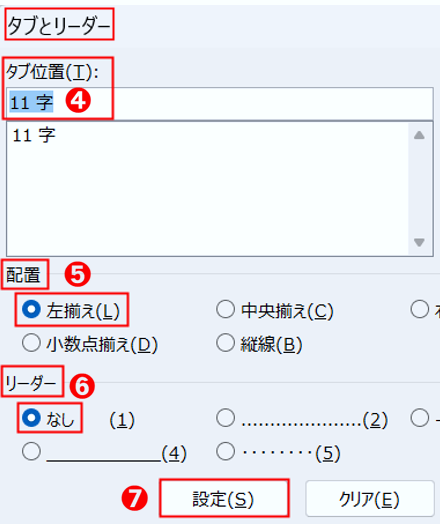 タブとリーダー
タブ位置(T):
11 字 ❹
11 字
配置 ❺
左揃え(L) 中央揃え(C)
小数点揃え(D) 縦線(B)
リーダー ❻
なし (1) .....................(2)
____________(4) ········(5)
❼ 設定(S) クリア(E)